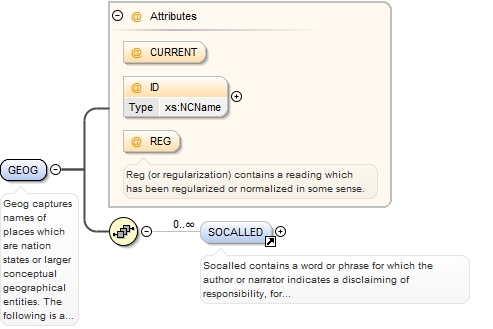 Attributes
@ CURRENT
@ ID
Type xs:NCName
@ REG
Reg (or regularization) contains a reading which
has been regularized or normalized in some sense.
GEOG
Geog captures
names of
places which
are nation
states or larger
conceptual
geographical
entities. The
following is a...
0..∞
SOCALLED
Socalled contains a word or phrase for which the
author or narrator indicates a disclaiming of
responsibility, for...